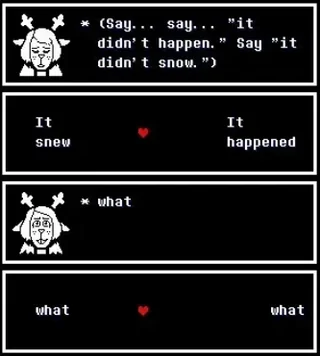 * (Say... say... "it
didn't happen." Say "it
didn't snow.")
It It
snew happened
* what
what what